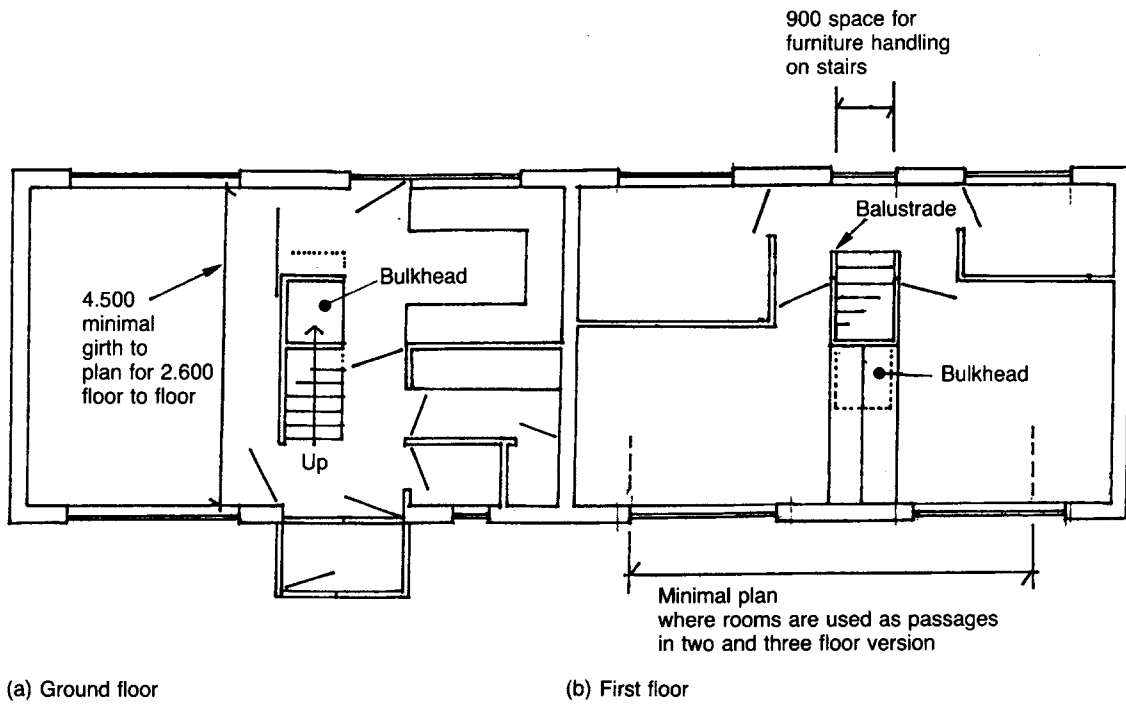 900 space for
furniture handling
on stairs
Balustrade
Bulkhead
4.500
minimal
girth to
plan for 2.600
floor to floor
Bulkhead
Up
Minimal plan
where rooms are used as passages
in two and three floor version
(a) Ground floor
(b) First floor